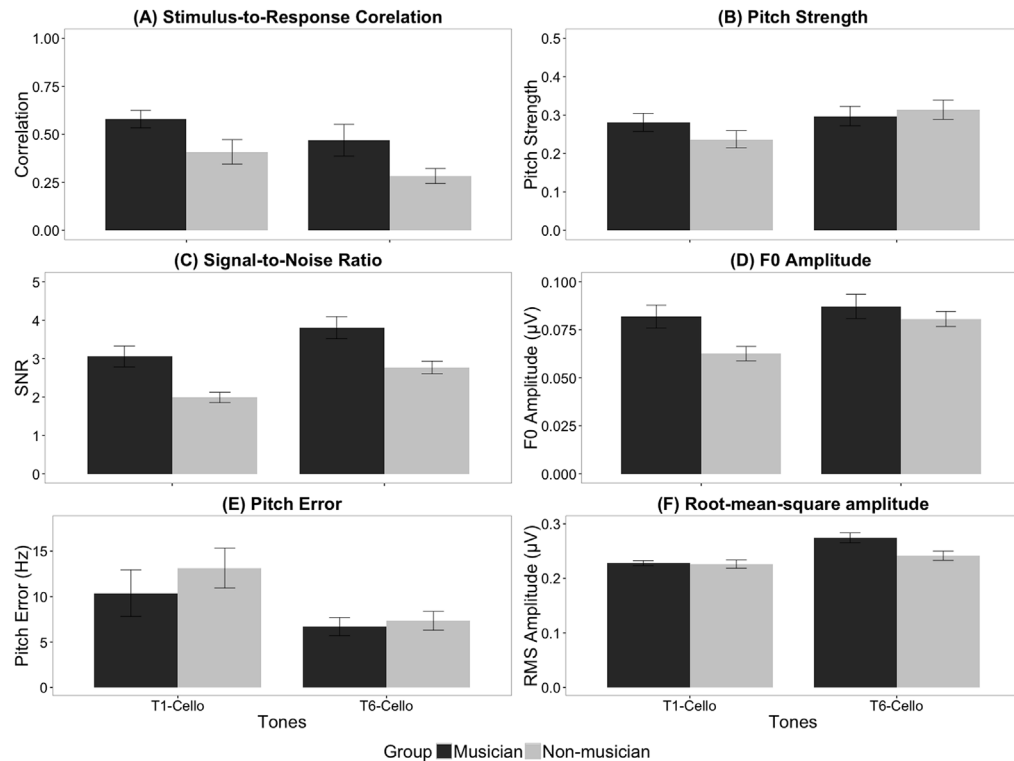 (A) Stimulus-to-Response Corelation
1.00
0.75
0.50
0.25
0.00
Correlation
(B) Pitch Strength
0.5
0.4
0.3
0.2
0.1
0.0
Pitch Strength
(C) Signal-to-Noise Ratio
5
4
3
2
1
0
SNR
(D) F0 Amplitude
0.100
0.075
0.050
0.025
0.000
F0 Amplitude (µV)
(E) Pitch Error
15
10
5
0
Pitch Error (Hz)
T1-Cello T6-Cello
Tones
(F) Root-mean-square amplitude
0.3
0.2
0.1
0.0
RMS Amplitude (µV)
T1-Cello T6-Cello
Tones
Group Musician Non-musician